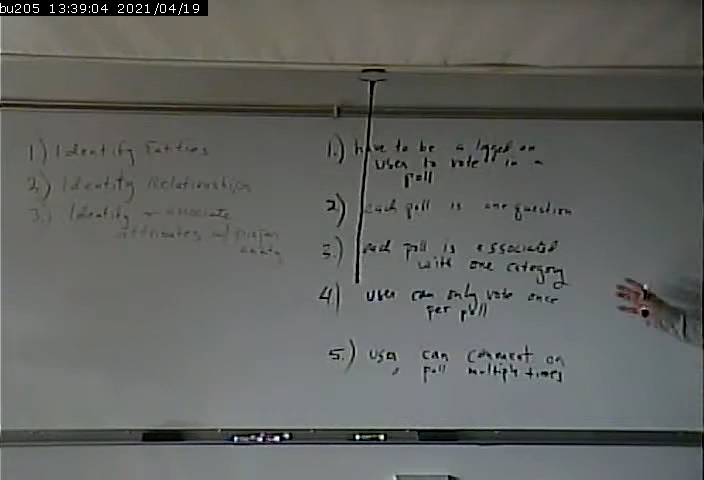 bu205 13:39:04 2021/04/19
1) Identify Entities
2) Identify Relationships
3.) Identify & associate
attributes w/ proper
entity
1.) have to be a logged on
user to vote in a
poll
2) each poll is one question
3.) each poll is associated
with one category
4.) user can only vote once
per poll
5.) user can comment on
a poll multiple times